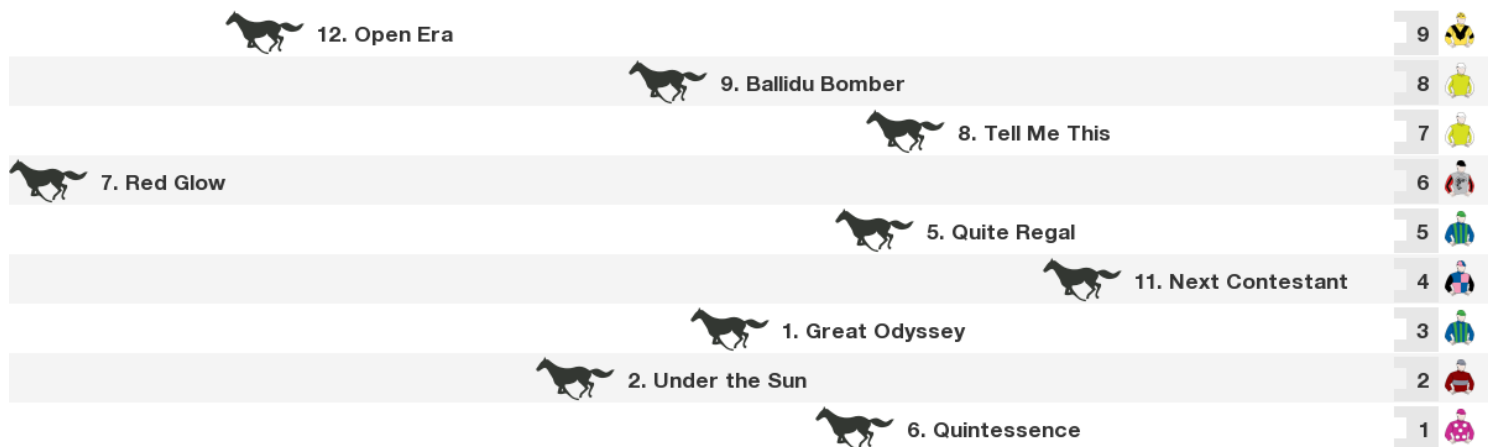 12. Open Era 9
9. Ballidu Bomber 8
8. Tell Me This 7
7. Red Glow 6
5. Quite Regal 5
11. Next Contestant 4
1. Great Odyssey 3
2. Under the Sun 2
6. Quintessence 1